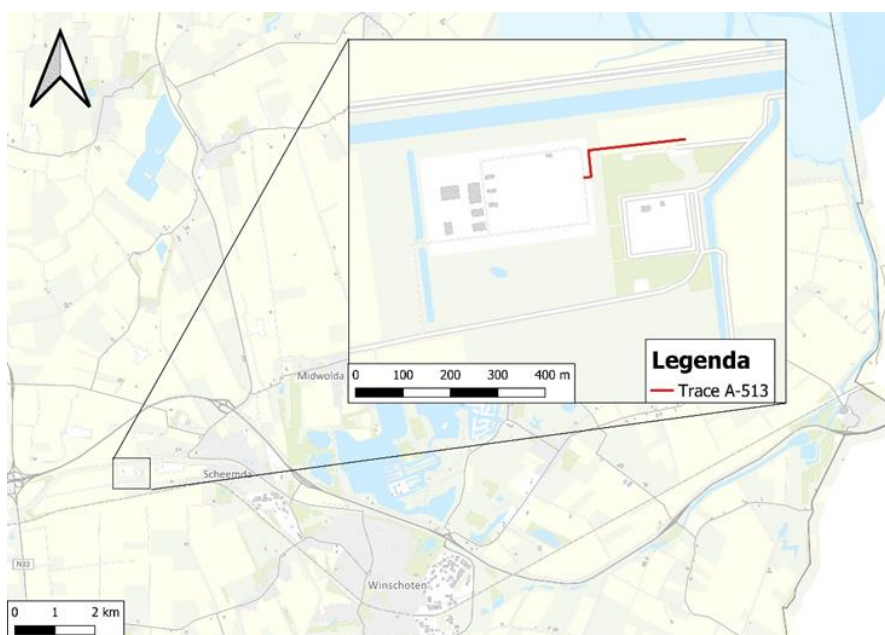 0 100 200 300 400 m
Legenda
Trace A-513
Midwolda
Scheemda
N33
Winschoten
0 1 2 km